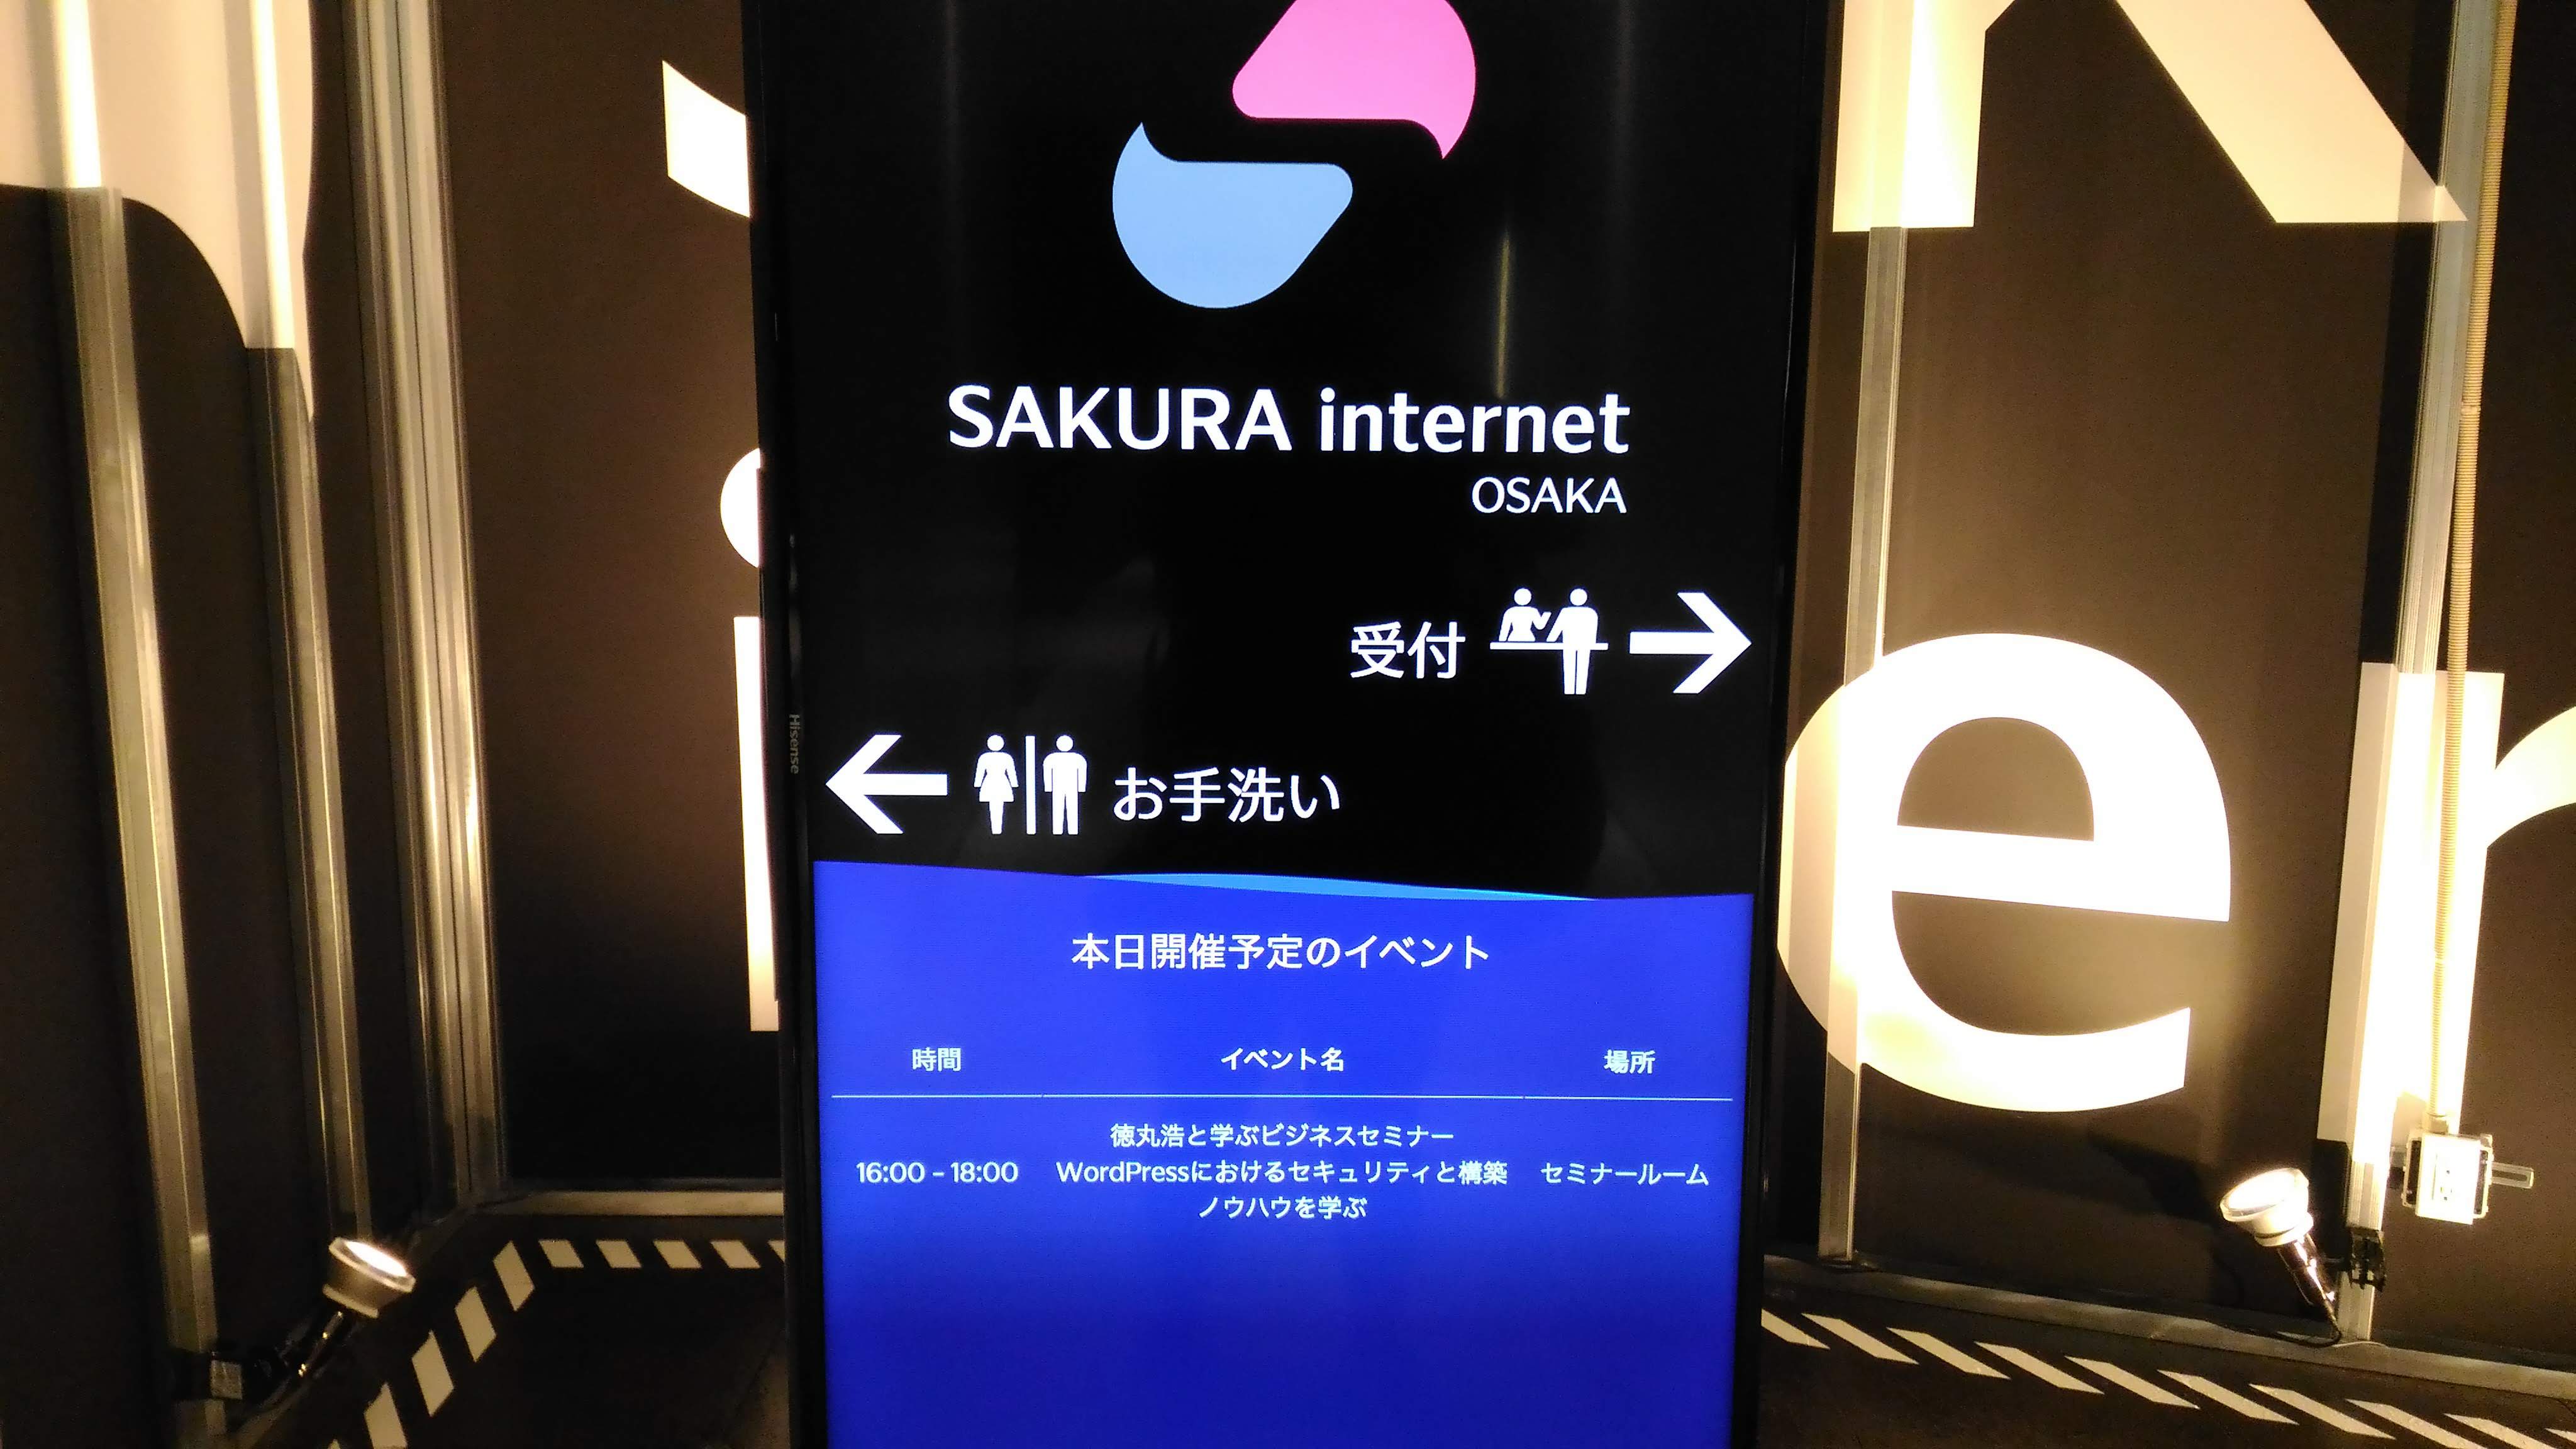 SAKURA internet
OSAKA
受付
お手洗い
Hisense
本日開催予定のイベント
時間 イベント名 場所
徳丸浩と学ぶビジネスセミナー
16:00 – 18:00 WordPressにおけるセキュリティと構築 セミナールーム
ノウハウを学ぶ
er